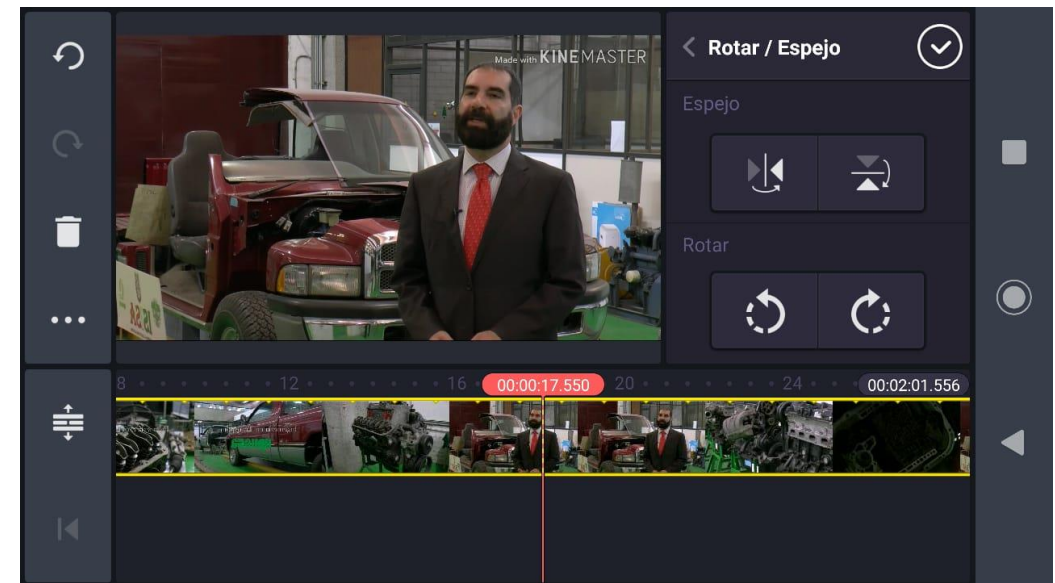 Made with KINEMASTER
Rotar / Espejo
Espejo
Rotar
8 12 16 00:00:17.550 20 24 00:02:01.556